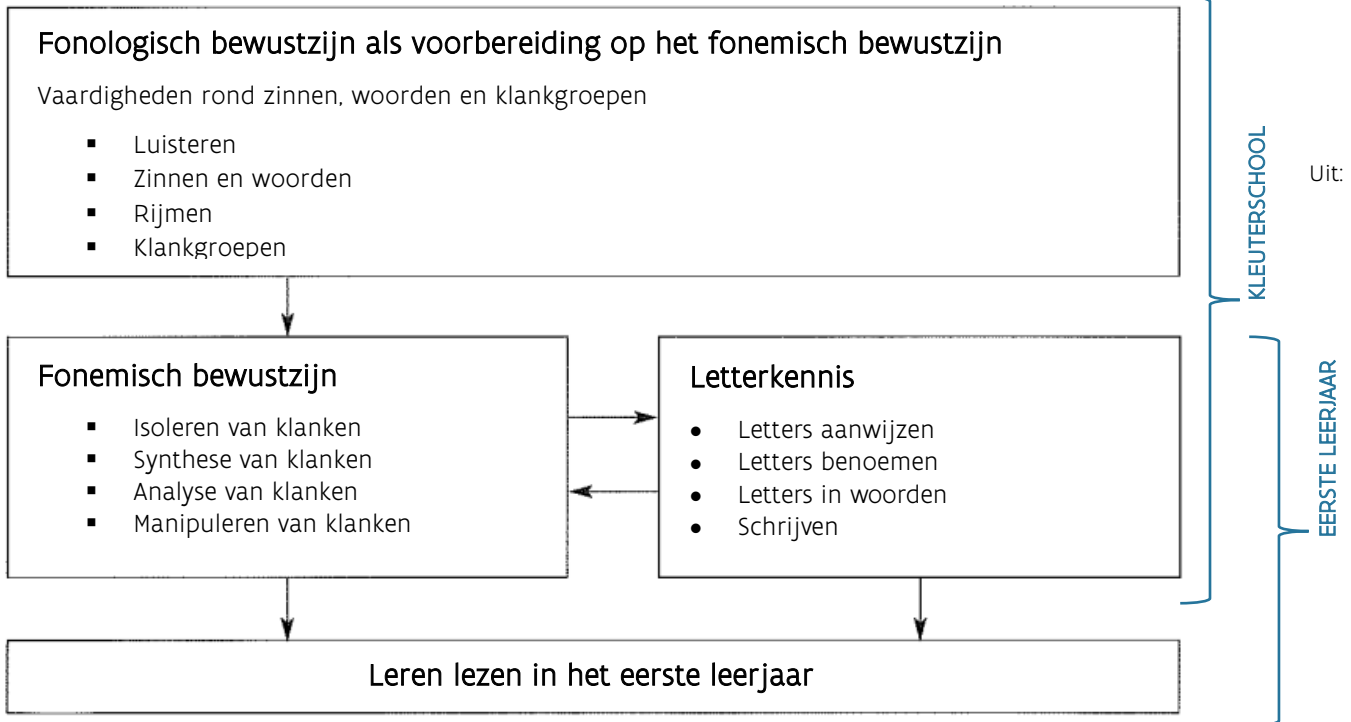 Fonologisch bewustzijn als voorbereiding op het fonemisch bewustzijn
Vaardigheden rond zinnen, woorden en klankgroepen
▪ Luisteren
▪ Zinnen en woorden
▪ Rijmen
▪ Klankgroepen
KLEUTERSCHOOL
Uit:
Fonemisch bewustzijn
▪ Isoleren van klanken
▪ Synthese van klanken
▪ Analyse van klanken
▪ Manipuleren van klanken
Letterkennis
● Letters aanwijzen
● Letters benoemen
● Letters in woorden
● Schrijven
EERSTE LEERJAAR
Leren lezen in het eerste leerjaar